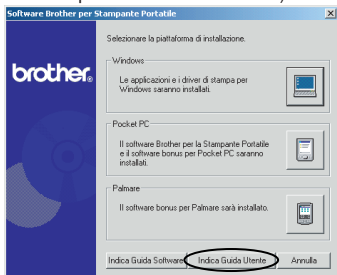 Software Brother per Stampante Portatile
Selezionare la piattaforma di installazione.
brother.
Windows
Le applicazioni e i driver di stampa per
Windows saranno installati.
Pocket PC
Il software Brother per la Stampante Portatile
e il software bonus per Pocket PC saranno
installati.
Palmare
Il software bonus per Palmare sarà installato.
Indica Guida Software Indica Guida Utente Annulla